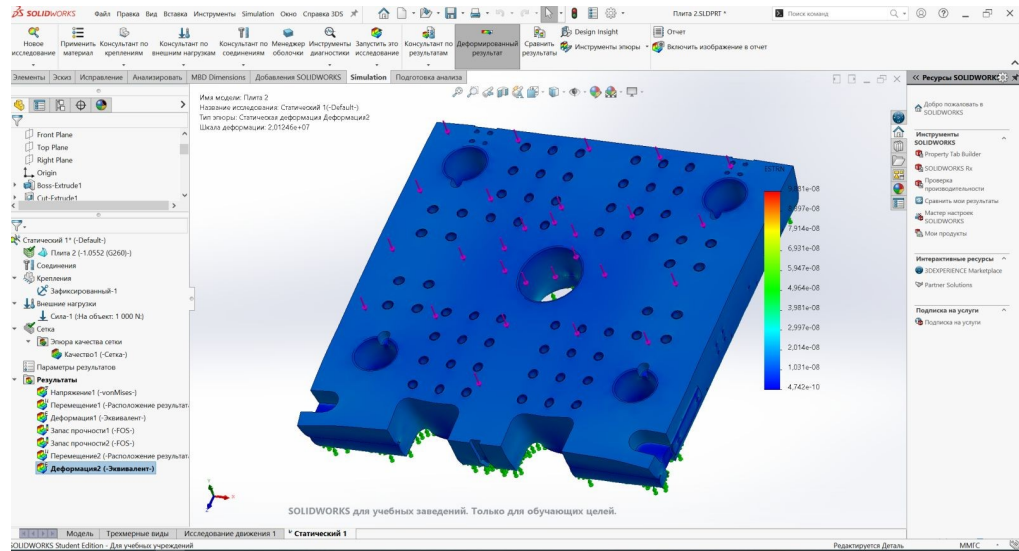 SOLIDWORKS Файл Правка Вид Вставка Инструменты Simulation Окно Справка 3DS Плита 2.SLDPRT * Поиск команд
Новое исследование
Применить материал
Консультант по креплениям
Консультант по внешним нагрузкам
Консультант по соединениям
Менеджер оболочки
Инструменты диагностики
Запустить это исследование
Консультант по результатам
Деформированный результат
Сравнить результаты
Design Insight
Инструменты эпюры
Отчет
Включить изображение в отчет
Элементы Эскиз Исправление Анализировать MBD Dimensions Добавления SOLIDWORKS Simulation Подготовка анализа
Front Plane
Top Plane
Right Plane
Origin
Boss-Extrude1
Cut-Extrude1
Статический 1* (-Default-)
Плита 2 (-1.0552 (G260)-)
Соединения
Крепления
Зафиксированный-1
Внешние нагрузки
Сила-1 (:На объект: 1 000 N:)
Сетка
Эпюра качества сетки
Качество1 (-Сетка-)
Параметры результатов
Результаты
Напряжение1 (-vonMises-)
Перемещение1 (-Расположение результат
Деформация1 (-Эквивалент-)
Запас прочности1 (-FOS-)
Запас прочности2 (-FOS-)
Перемещение2 (-Расположение результат
Деформация2 (-Эквивалент-)
Имя модели: Плита 2
Название исследования: Статический 1(-Default-)
Тип эпюры: Статическая деформация Деформация2
Шкала деформации: 2,01246e+07
ESTRN
7,914e-08
6,931e-08
5,947e-08
4,964e-08
3,981e-08
2,997e-08
2,014e-08
1,031e-08
4,742e-10
SOLIDWORKS для учебных заведений. Только для обучающих целей.
Ресурсы SOLIDWORKS
Добро пожаловать в SOLIDWORKS
Инструменты SOLIDWORKS
Property Tab Builder
SOLIDWORKS Rx
Проверка производительности
Сравнить мои результаты
Мастер настроек SOLIDWORKS
Мои продукты
Интерактивные ресурсы
3DEXPERIENCE Marketplace
Partner Solutions
Подписка на услуги
Подписка на услуги
Модель Трехмерные виды Исследование движения 1 Статический 1
SOLIDWORKS Student Edition - Для учебных учреждений Редактируется Деталь ММГС